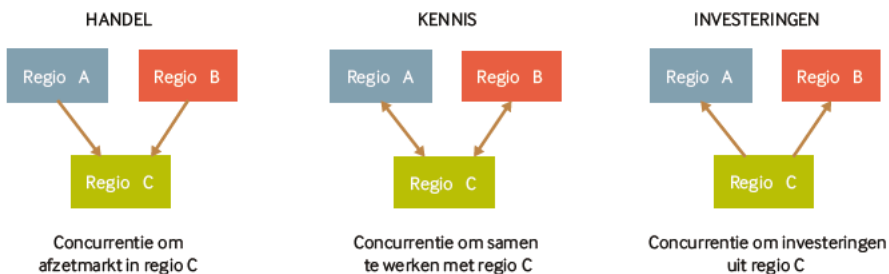 HANDEL
Regio A
Regio B
Regio C
Concurrentie om
afzetmarkt in regio C
KENNIS
Regio A
Regio B
Regio C
Concurrentie om samen
te werken met regio C
INVESTERINGEN
Regio A
Regio B
Regio C
Concurrentie om investeringen
uit regio C